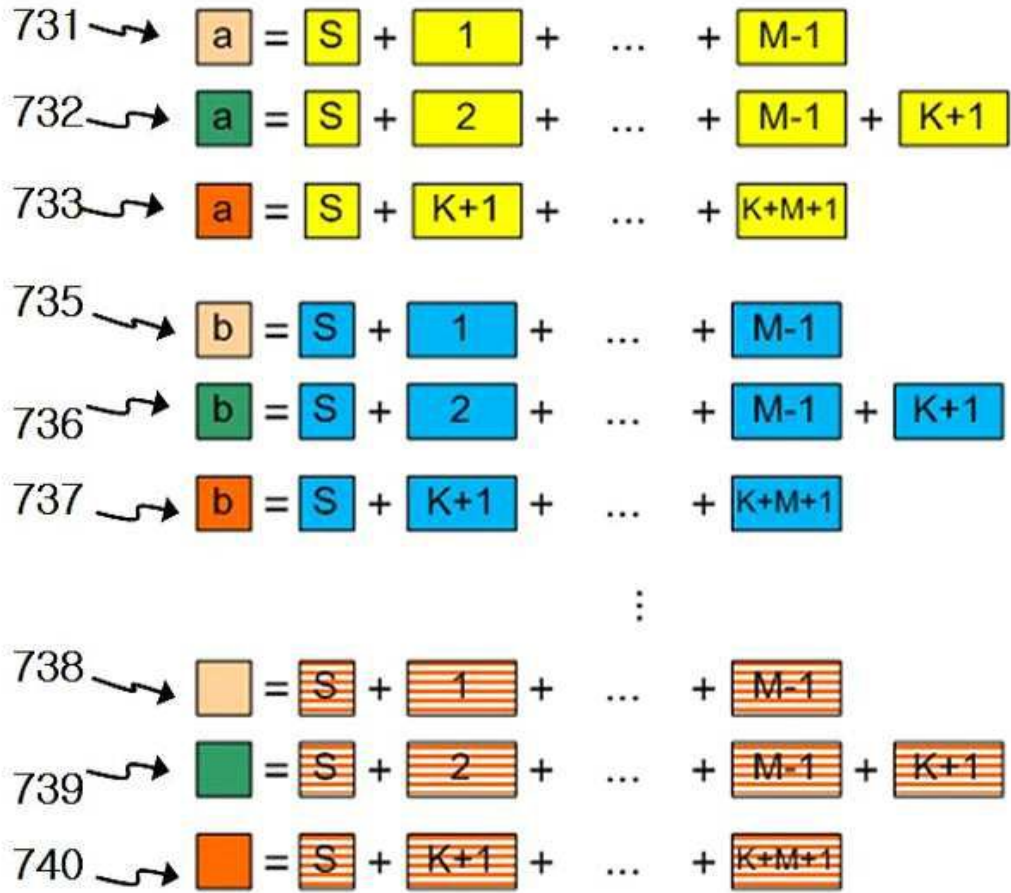 731 a = S + 1 + ... + M-1
732 a = S + 2 + ... + M-1 + K+1
733 a = S + K+1 + ... + K+M+1
735 b = S + 1 + ... + M-1
736 b = S + 2 + ... + M-1 + K+1
737 b = S + K+1 + ... + K+M+1
⋮
738 = S + 1 + ... + M-1
739 = S + 2 + ... + M-1 + K+1
740 = S + K+1 + ... + K+M+1